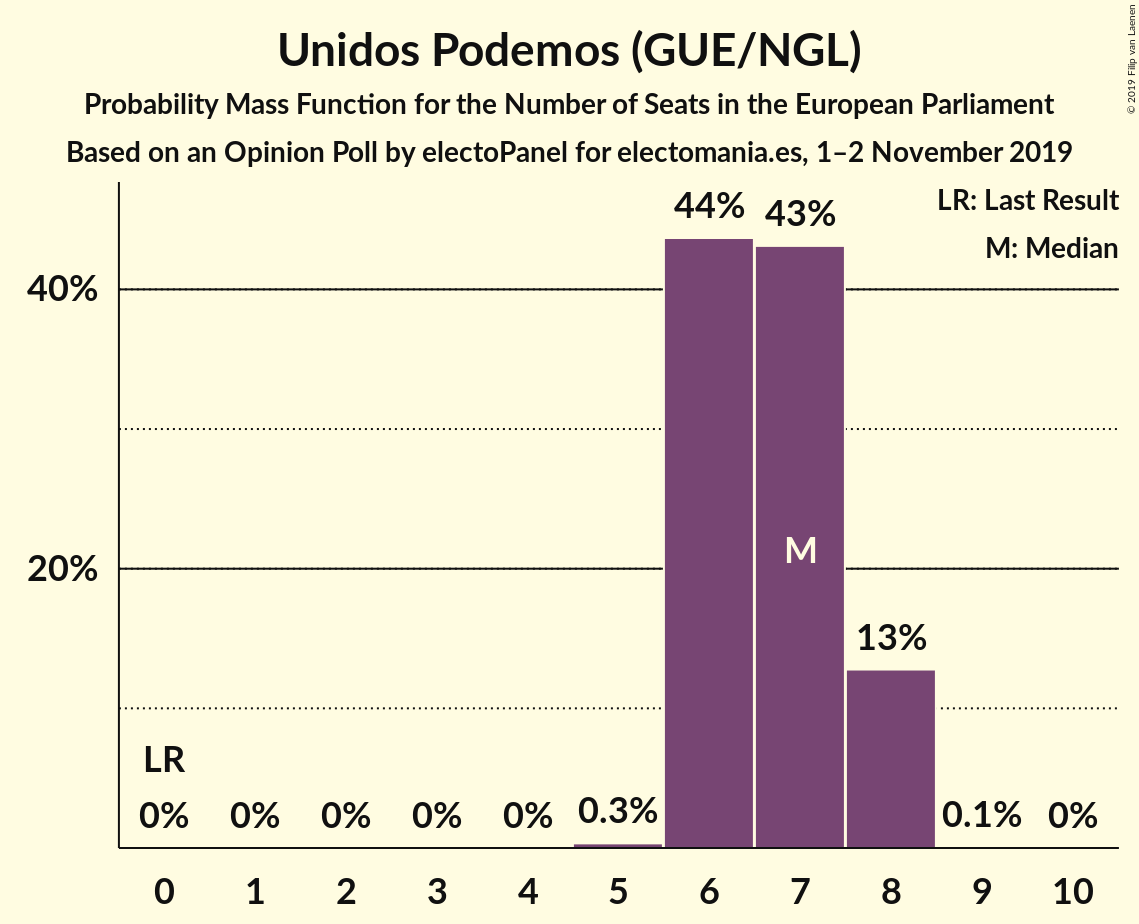 Unidos Podemos (GUE/NGL)
Probability Mass Function for the Number of Seats in the European Parliament
Based on an Opinion Poll by electoPanel for electomania.es, 1–2 November 2019
© 2019 Filip van Laenen
LR: Last Result
M: Median
44%
43%
40%
M
20%
13%
LR
0%
0%
0%
0%
0%
0.3%
0.1%
0%
0 1 2 3 4 5 6 7 8 9 10